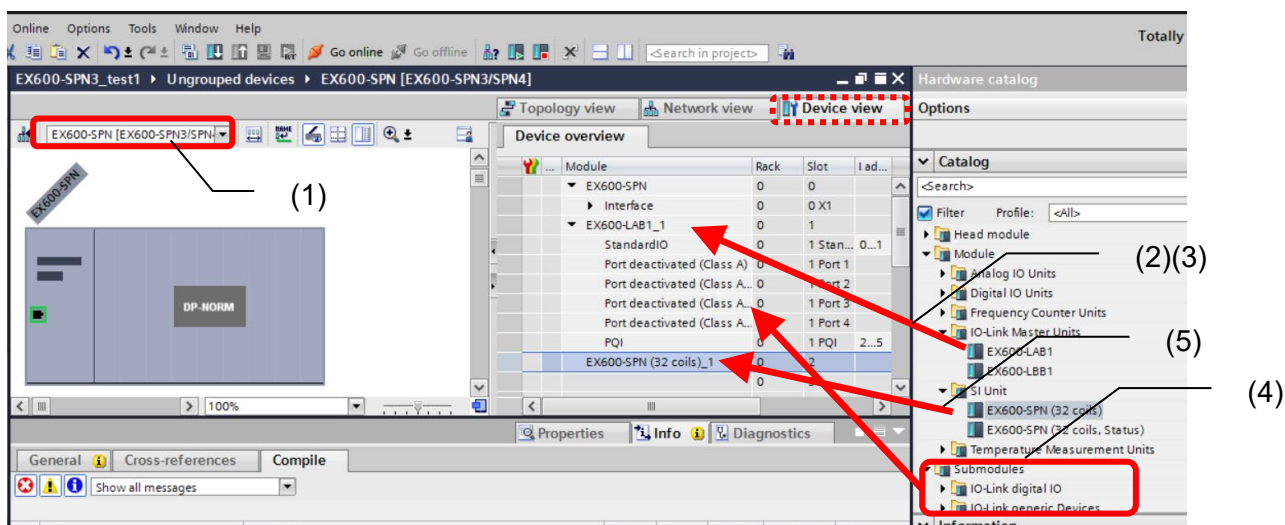 Online Options Tools Window Help
Totally
Go online Go offline <Search in project>
EX600-SPN3_test1 Ungrouped devices EX600-SPN [EX600-SPN3/SPN4]
Hardware catalog
Topology view Network view Device view
Options
EX600-SPN [EX600-SPN3/SPN
(1)
EX600-SPN
DP-NORM
100%
Device overview
... Module Rack Slot I ad...
EX600-SPN 0 0
Interface 0 0 X1
EX600-LAB1_1 0 1
StandardIO 0 1 Stan... 0...1
Port deactivated (Class A) 0 1 Port 1
Port deactivated (Class A... 0 1 Port 2
Port deactivated (Class A... 0 1 Port 3
Port deactivated (Class A... 1 Port 4
PQI 0 1 PQI 2...5
EX600-SPN (32 coils)_1 0 2
0
Catalog
<Search>
Filter Profile: <All>
Head module
Module
Analog IO Units
Digital IO Units
Frequency Counter Units
IO-Link Master Units
EX600-LAB1
EX600-LBB1
SI Unit
EX600-SPN (32 coils)
EX600-SPN (32 coils, Status)
Temperature Measurement Units
Submodules
IO-Link digital IO
IO-Link generic Devices
Information
(2)(3)
(5)
(4)
Properties Info Diagnostics
General Cross-references Compile
Show all messages